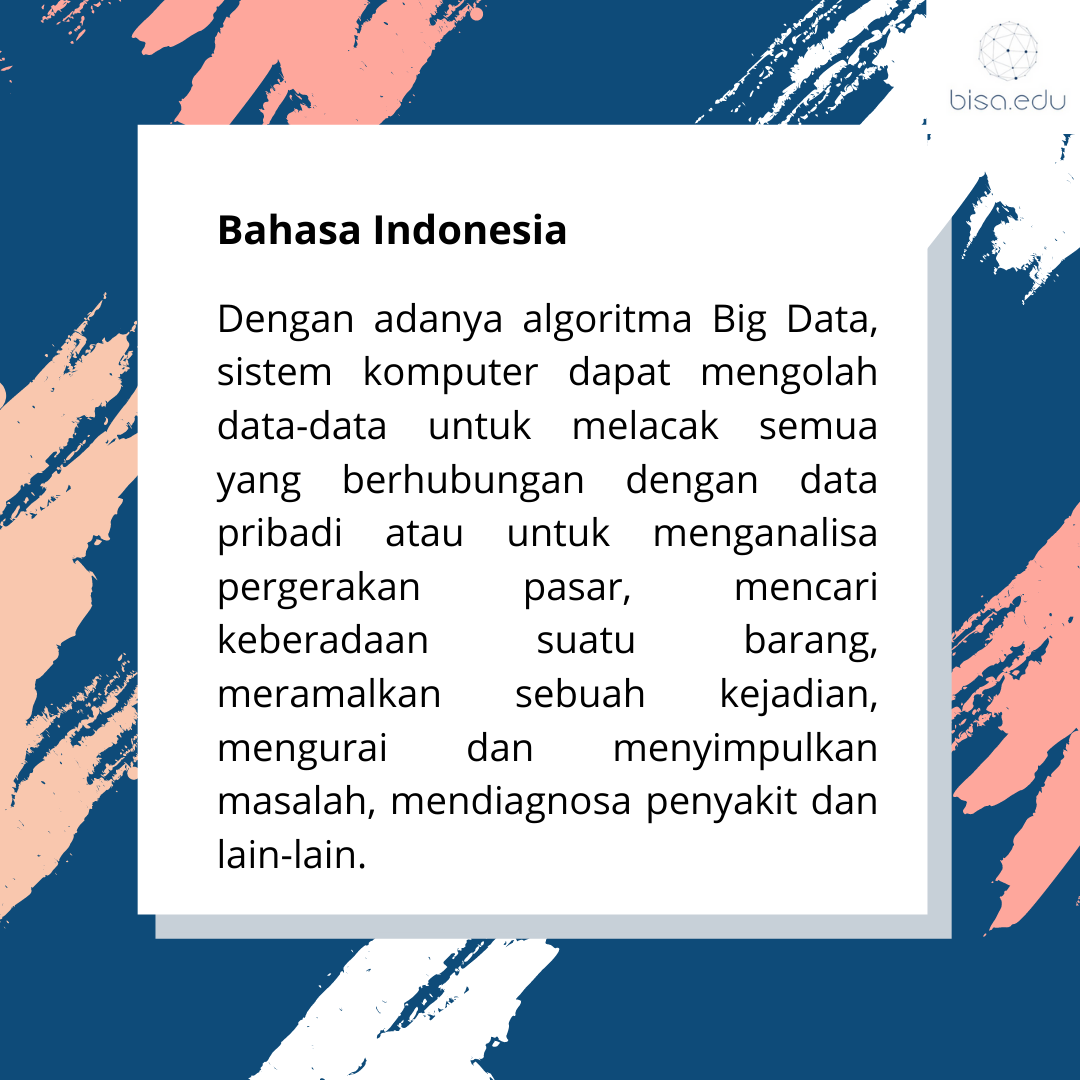 bisa.edu
Bahasa Indonesia
Dengan adanya algoritma Big Data,
sistem komputer dapat mengolah
data-data untuk melacak semua
yang berhubungan dengan data
pribadi atau untuk menganalisa
pergerakan pasar, mencari
keberadaan suatu barang,
meramalkan sebuah kejadian,
mengurai dan menyimpulkan
masalah, mendiagnosa penyakit dan
lain-lain.